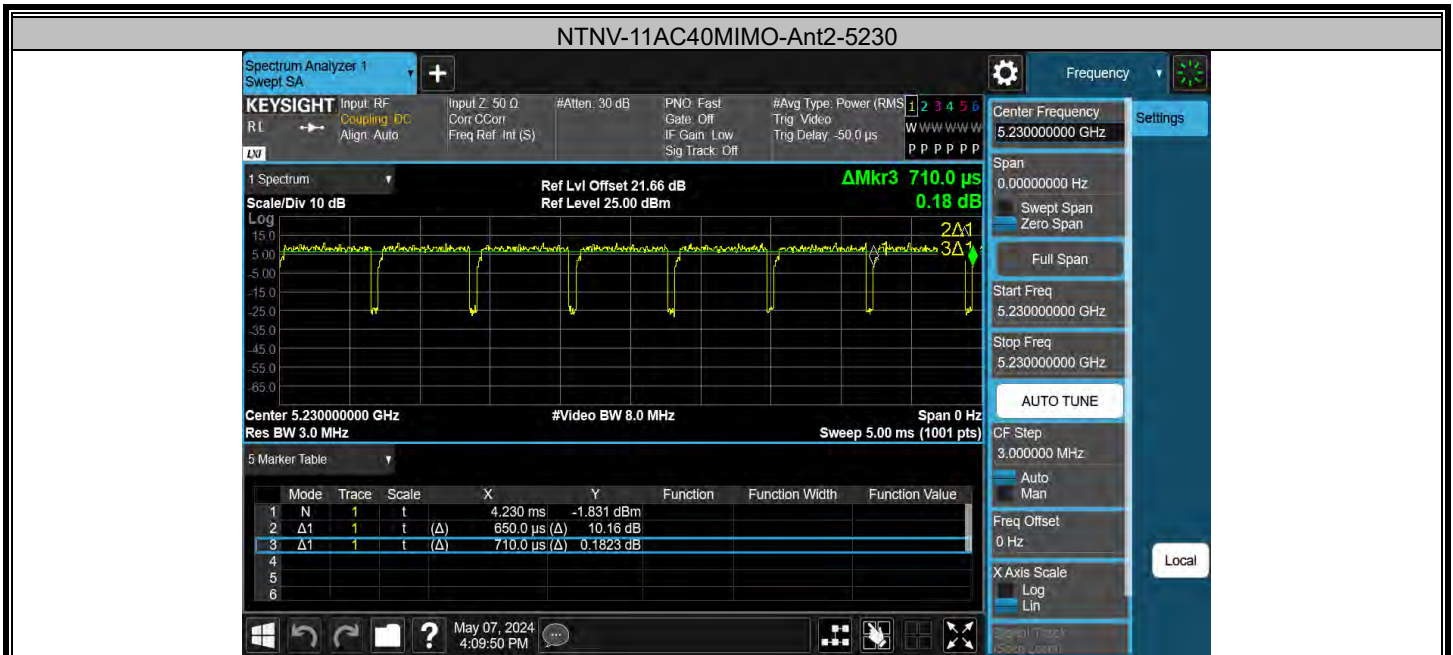 NTNV-11AC40MIMO-Ant2-5230
Spectrum Analyzer 1
Swept SA
Frequency
KEYSIGHT
RL
LXI
Input: RF
Coupling: DC
Align: Auto
Input Z: 50 Ω
Corr CCorr
Freq Ref: Int (S)
#Atten: 30 dB
PNO: Fast
Gate: Off
IF Gain: Low
Sig Track: Off
#Avg Type: Power (RMS
Trig: Video
Trig Delay: -50.0 µs
1 2 3 4 5 6
W W W W W W
P P P P P P
1 Spectrum
Scale/Div 10 dB
Ref Lvl Offset 21.66 dB
Ref Level 25.00 dBm
ΔMkr3 710.0 µs
0.18 dB
Log
15.0
5.00
-5.00
-15.0
-25.0
-35.0
-45.0
-55.0
-65.0
2Δ1
3Δ1
Center 5.230000000 GHz
Res BW 3.0 MHz
#Video BW 8.0 MHz
Span 0 Hz
Sweep 5.00 ms (1001 pts)
5 Marker Table
Mode Trace Scale X Y Function Function Width Function Value
1 N 1 t 4.230 ms -1.831 dBm
2 Δ1 1 t (Δ) 650.0 µs (Δ) 10.16 dB
3 Δ1 1 t (Δ) 710.0 µs (Δ) 0.1823 dB
4
5
6
May 07, 2024
4:09:50 PM
Center Frequency
5.230000000 GHz
Settings
Span
0.00000000 Hz
Swept Span
Zero Span
Full Span
Start Freq
5.230000000 GHz
Stop Freq
5.230000000 GHz
AUTO TUNE
CF Step
3.000000 MHz
Auto
Man
Freq Offset
0 Hz
X Axis Scale
Log
Lin
Local
Signal Track
(Span Zoom)